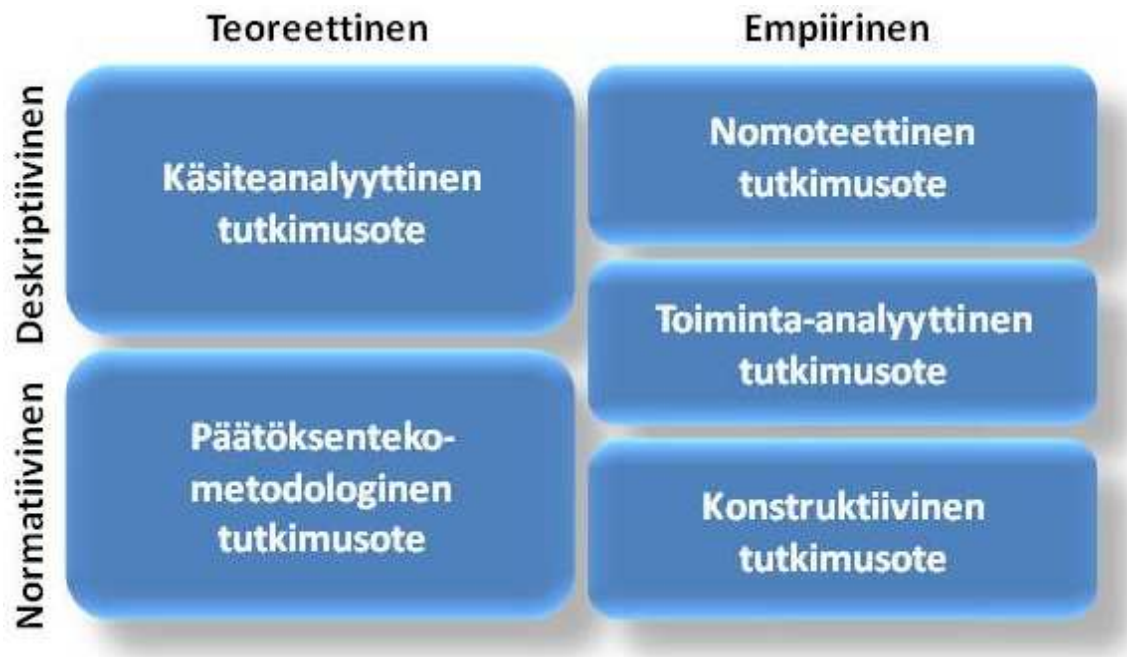 Teoreettinen
Empiirinen
Deskriptiivinen
Normatiivinen
Käsiteanalyyttinen
tutkimusote
Päätöksenteko-
metodologinen
tutkimusote
Nomoteettinen
tutkimusote
Toiminta-analyyttinen
tutkimusote
Konstruktiivinen
tutkimusote